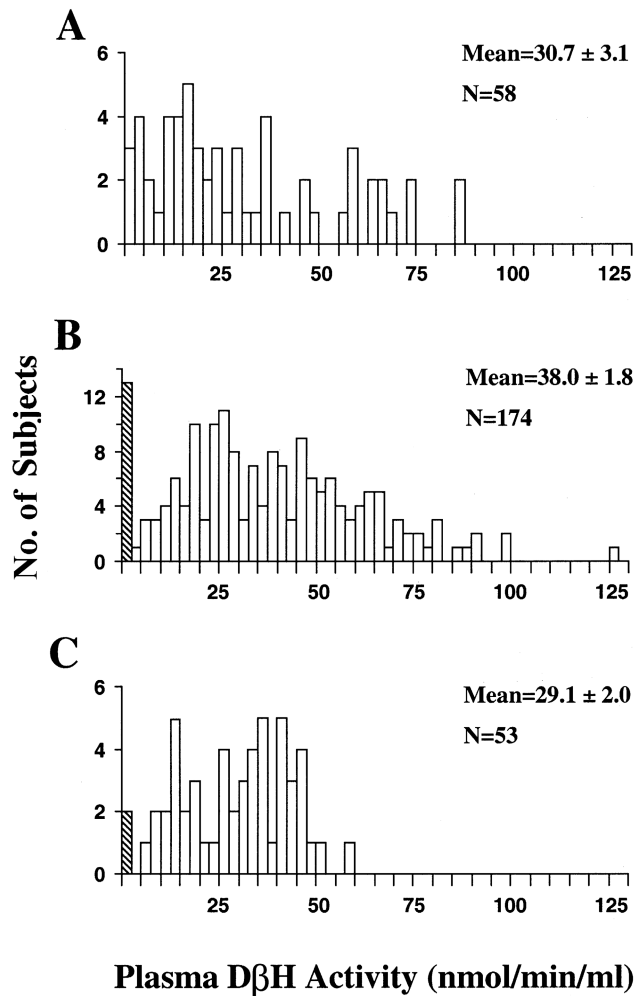 A
Mean=30.7 ± 3.1
N=58
6
4
2
0
25 50 75 100 125
B
Mean=38.0 ± 1.8
N=174
12
8
4
0
25 50 75 100 125
No. of Subjects
C
Mean=29.1 ± 2.0
N=53
6
4
2
0
25 50 75 100 125
Plasma DβH Activity (nmol/min/ml)